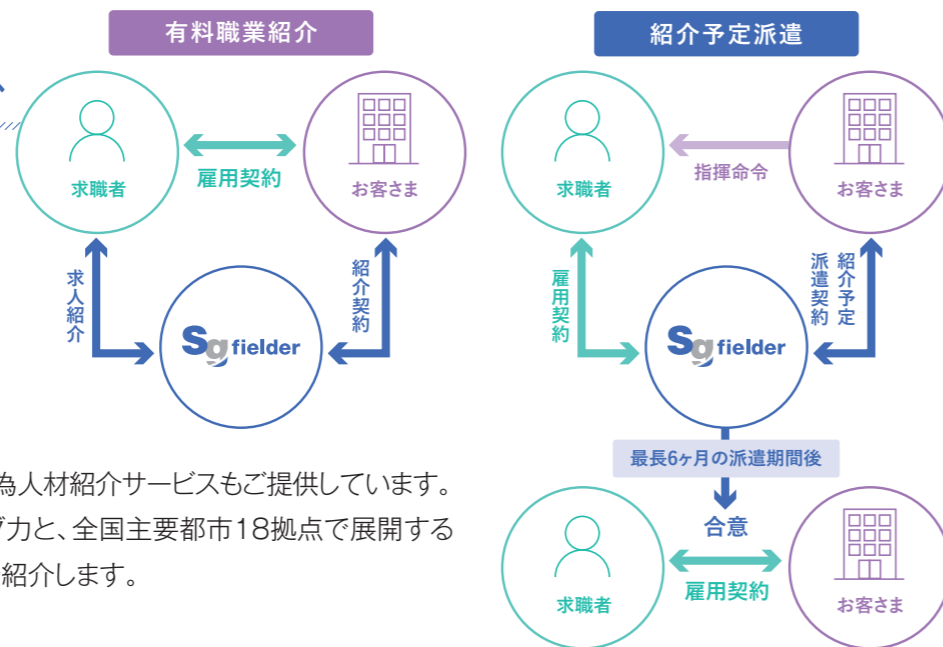 有料職業紹介
求職者
雇用契約
お客さま
求人紹介
紹介契約
Sg fielder
為人材紹介サービスもご提供しています。
力と、全国主要都市18拠点で展開する
紹介します。
紹介予定派遣
求職者
指揮命令
お客さま
雇用契約
紹介予定
派遣契約
Sg fielder
最長6ヶ月の派遣期間後
合意
求職者
雇用契約
お客さま